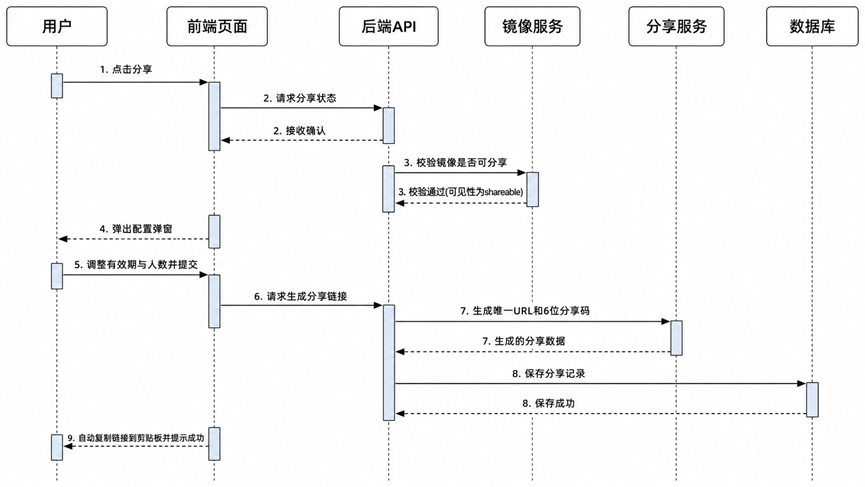 用户
前端页面
后端API
镜像服务
分享服务
数据库
1. 点击分享
2. 请求分享状态
2. 接收确认
3. 校验镜像是否可分享
3. 校验通过(可见性为shareable)
4. 弹出配置弹窗
5. 调整有效期与人数并提交
6. 请求生成分享链接
7. 生成唯一URL和6位分享码
7. 生成的分享数据
8. 保存分享记录
8. 保存成功
9. 自动复制链接到剪贴板并提示成功